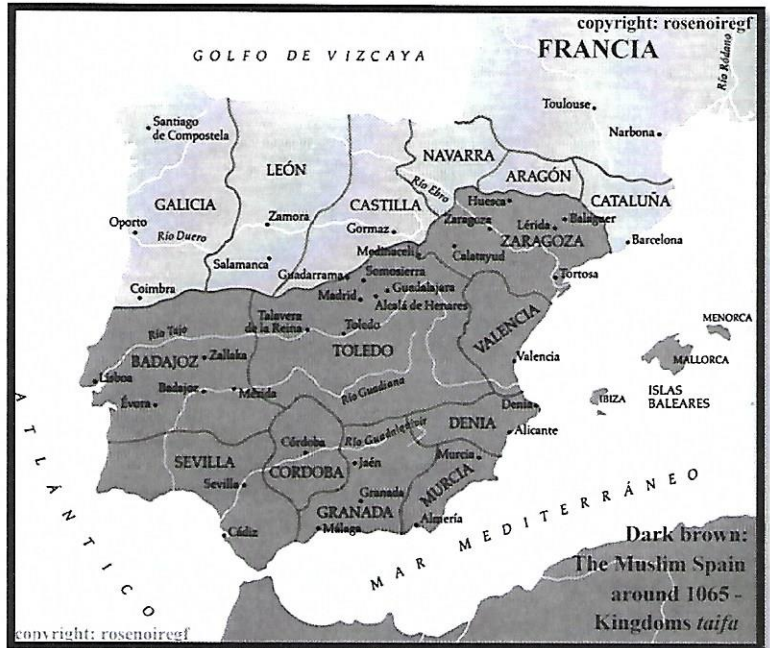 copyright: rosenoiregf
GOLFO DE VIZCAYA
FRANCIA
Río Ródano
Toulouse
Narbona
Santiago
de Compostela
NAVARRA
LEÓN
ARAGÓN
CASTILLA
Río Ebro
CATALUÑA
GALICIA
Huesca
Oporto
Zamora
Gormaz
Zaragoza
Lérida
Balaguer
Río Duero
ZARAGOZA
Barcelona
Medinaceli
Calatayud
Salamanca
Guadarrama
Somosierra
Tortosa
Coimbra
Madrid
Guadalajara
Alcalá de Henares
MENORCA
Talavera
de la Reina
Toledo
VALENCIA
Río Tajo
TOLEDO
BADAJOZ
Zallaka
Valencia
MALLORCA
Lisboa
Badajoz
Mérida
Río Guadiana
IBIZA
ISLAS
BALEARES
Évora
Denia
DENIA
Alicante
Córdoba
Río Guadalquivir
SEVILLA
CORDOBA
Jaén
Murcia
MURCIA
Sevilla
Granada
GRANADA
Málaga
Almería
Cádiz
ATLÁNTICO
MAR MEDITERRÁNEO
Dark brown:
The Muslim Spain
around 1065 -
Kingdoms taifa
copyright: rosenoiregf